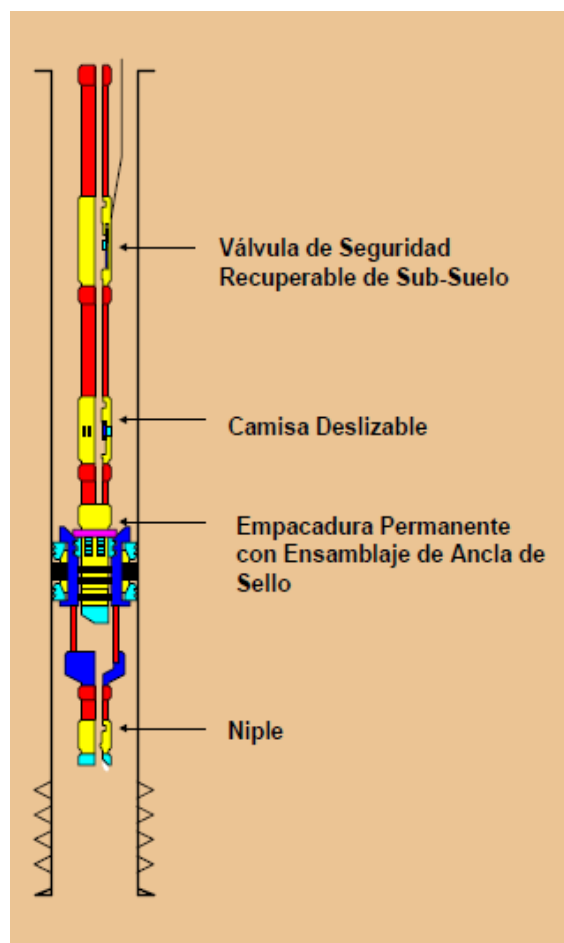 Válvula de Seguridad
Recuperable de Sub-Suelo
Camisa Deslizable
Empacadura Permanente
con Ensamblaje de Ancla de
Sello
Niple